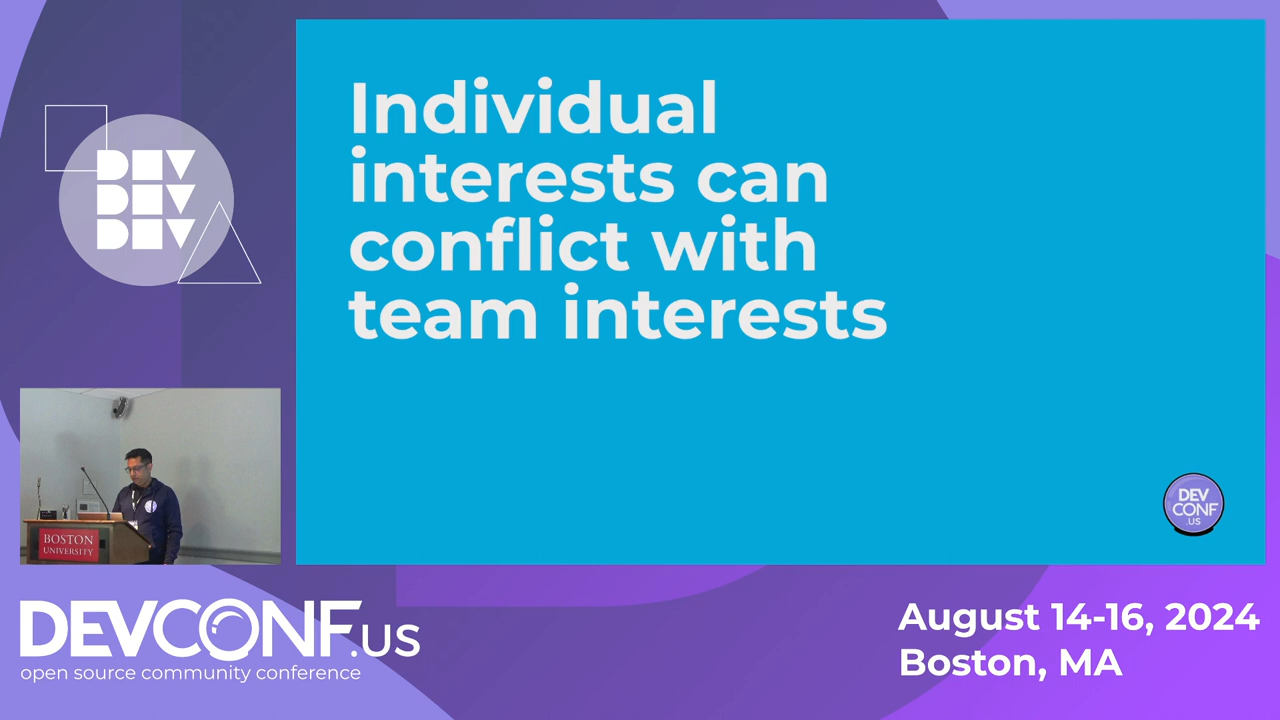 Individual
interests can
conflict with
team interests
DEV
CONF
.US
DEV
DEV
DEV
BOSTON
UNIVERSITY
DEVCONF.US
open source community conference
August 14-16, 2024
Boston, MA